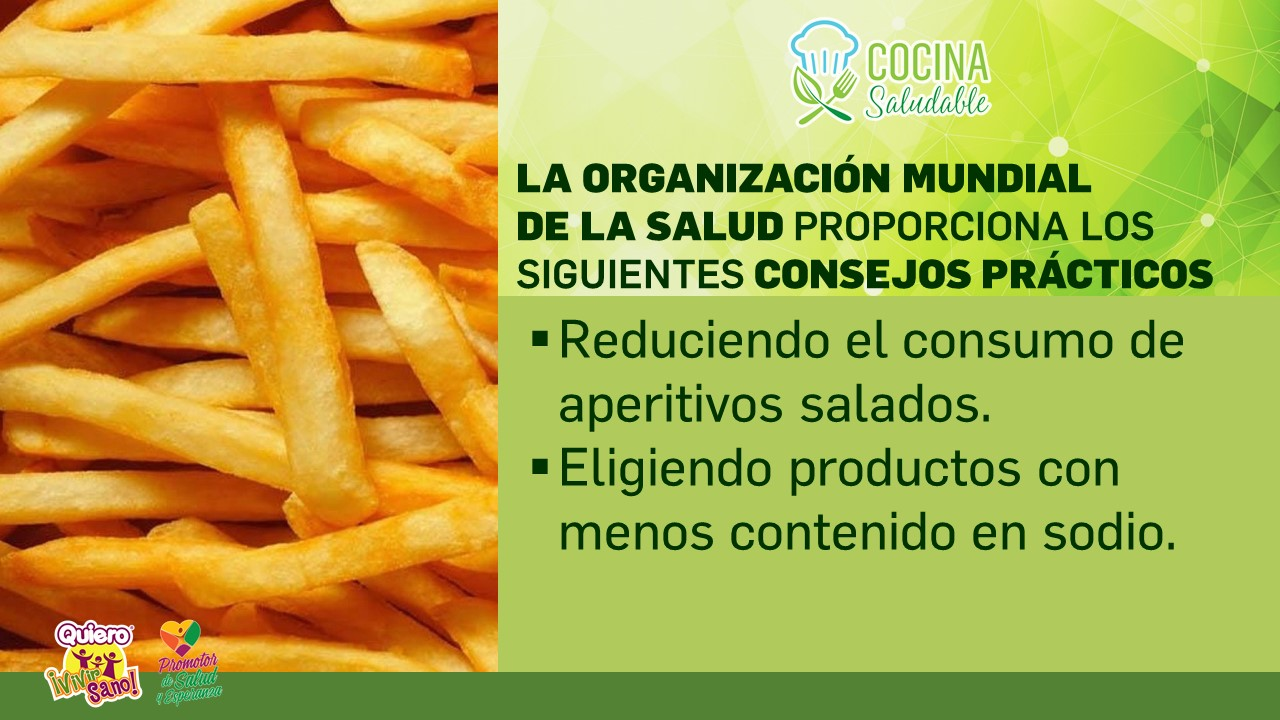 COCINA
Saludable
LA ORGANIZACIÓN MUNDIAL
DE LA SALUD PROPORCIONA LOS
SIGUIENTES CONSEJOS PRÁCTICOS
▪ Reduciendo el consumo de
aperitivos salados.
▪ Eligiendo productos con
menos contenido en sodio.
Quiero
¡Vivir
Sano!
Promotor
de Salud
y Esperanza